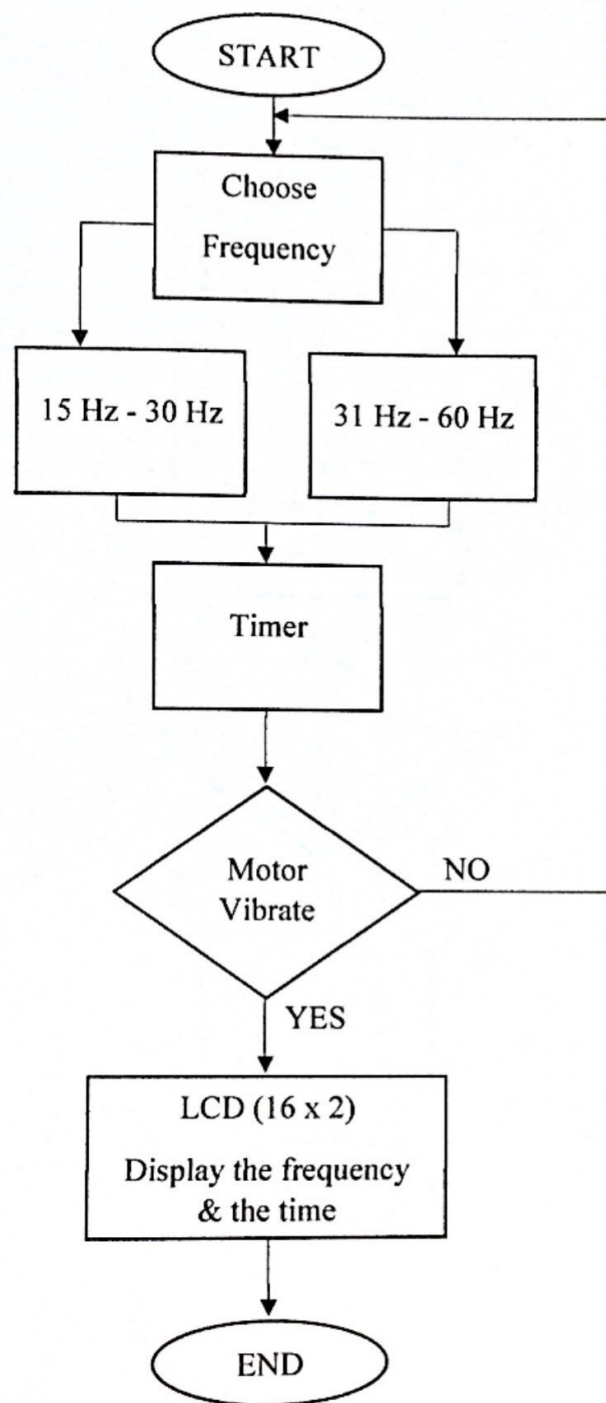 START
Choose
Frequency
15 Hz - 30 Hz
31 Hz - 60 Hz
Timer
Motor
Vibrate
NO
YES
LCD (16 x 2)
Display the frequency
& the time
END